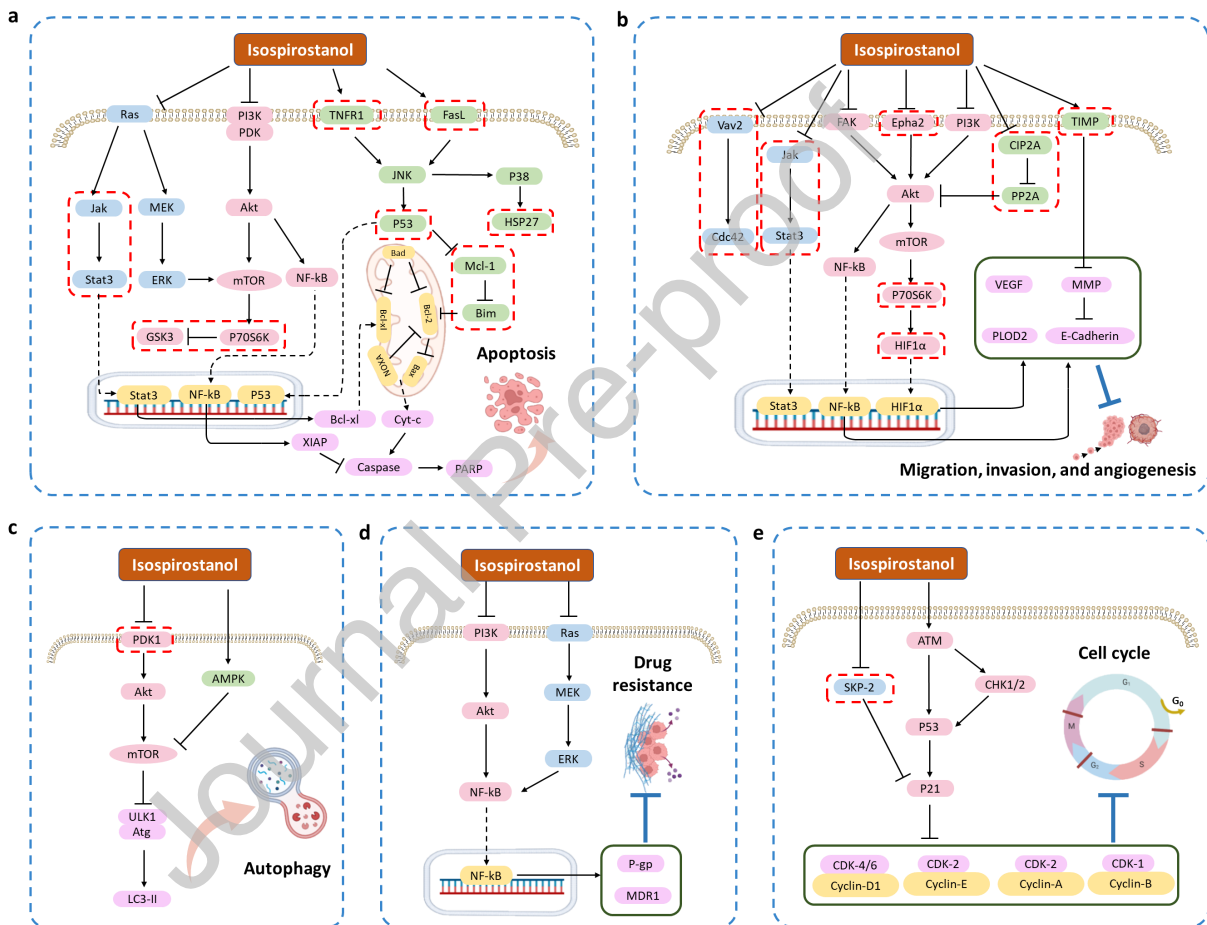 a
Isospirostanol
Ras
PI3K
PDK
TNFR1
FasL
JNK
P38
Jak
MEK
Akt
P53
HSP27
Bad
Mcl-1
Stat3
ERK
mTOR
NF-kB
Bcl-xl
Bcl-2
Bim
GSK3
P70S6K
NOXA
Bax
Apoptosis
Stat3
NF-kB
P53
Bcl-xl
Cyt-c
XIAP
Caspase
PARP
b
Isospirostanol
Vav2
FAK
Epha2
PI3K
TIMP
Jak
CIP2A
Akt
PP2A
Cdc42
Stat3
mTOR
NF-kB
P70S6K
VEGF
MMP
HIF1α
PLOD2
E-Cadherin
Stat3
NF-kB
HIF1α
Migration, invasion, and angiogenesis
c
Isospirostanol
PDK1
Akt
AMPK
mTOR
ULK1
Atg
LC3-II
Autophagy
d
Isospirostanol
PI3K
Ras
Drug
resistance
MEK
Akt
ERK
NF-kB
NF-kB
P-gp
MDR1
e
Isospirostanol
ATM
Cell cycle
SKP-2
CHK1/2
G1
G0
M
P53
G2
S
P21
CDK-4/6
Cyclin-D1
CDK-2
Cyclin-E
CDK-2
Cyclin-A
CDK-1
Cyclin-B
Journal Pre-proof